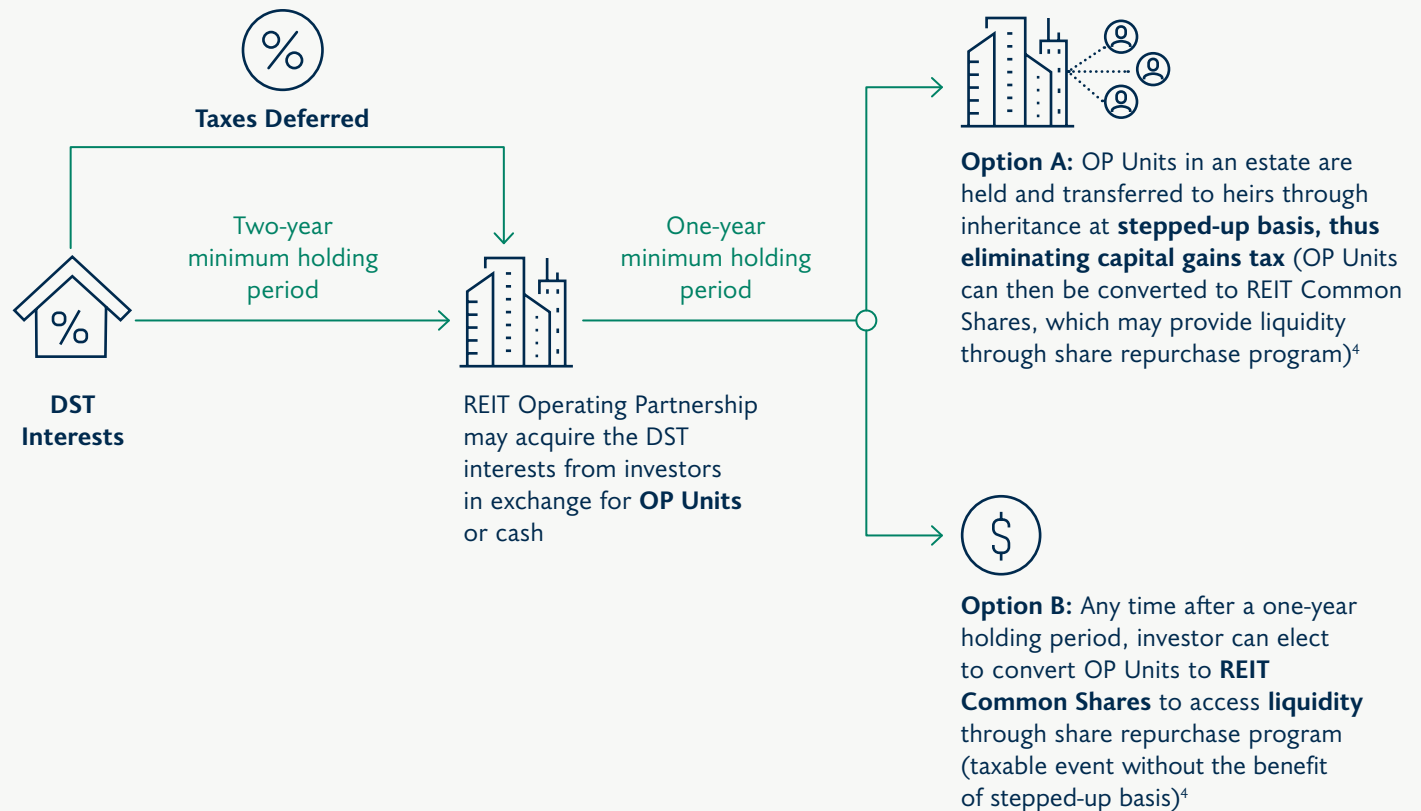 %
Taxes Deferred
Two-year
minimum holding
period
One-year
minimum holding
period
%
DST
Interests
REIT Operating Partnership
may acquire the DST
interests from investors
in exchange for OP Units
or cash
Option A: OP Units in an estate are
held and transferred to heirs through
inheritance at stepped-up basis, thus
eliminating capital gains tax (OP Units
can then be converted to REIT Common
Shares, which may provide liquidity
through share repurchase program)⁴
$
Option B: Any time after a one-year
holding period, investor can elect
to convert OP Units to REIT
Common Shares to access liquidity
through share repurchase program
(taxable event without the benefit
of stepped-up basis)⁴